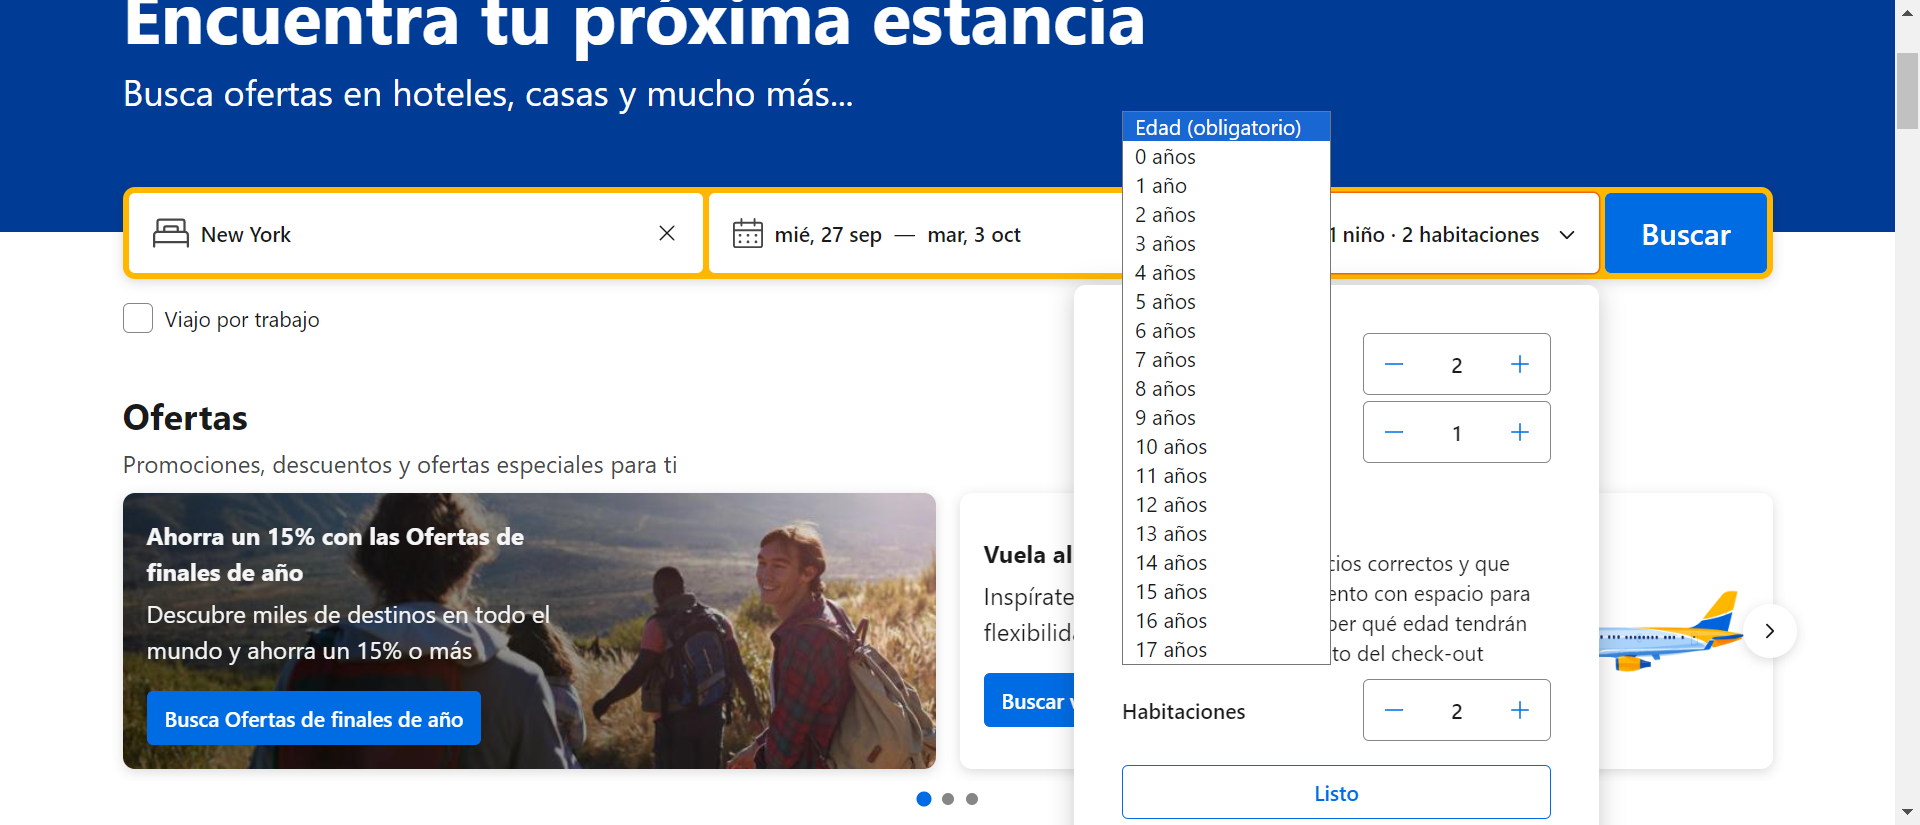 Encuentra tu próxima estancia
Busca ofertas en hoteles, casas y mucho más...
New York
mié, 27 sep — mar, 3 oct
1 niño · 2 habitaciones
Buscar
Viajo por trabajo
Edad (obligatorio)
0 años
1 año
2 años
3 años
4 años
5 años
6 años
7 años
8 años
9 años
10 años
11 años
12 años
13 años
14 años
15 años
16 años
17 años
2
1
correctos y que
con espacio para
qué edad tendrán
del check-out
Habitaciones
2
Listo
Ofertas
Promociones, descuentos y ofertas especiales para ti
Ahorra un 15% con las Ofertas de
finales de año
Descubre miles de destinos en todo el
mundo y ahorra un 15% o más
Busca Ofertas de finales de año
Vuela al
Inspírate
Buscar